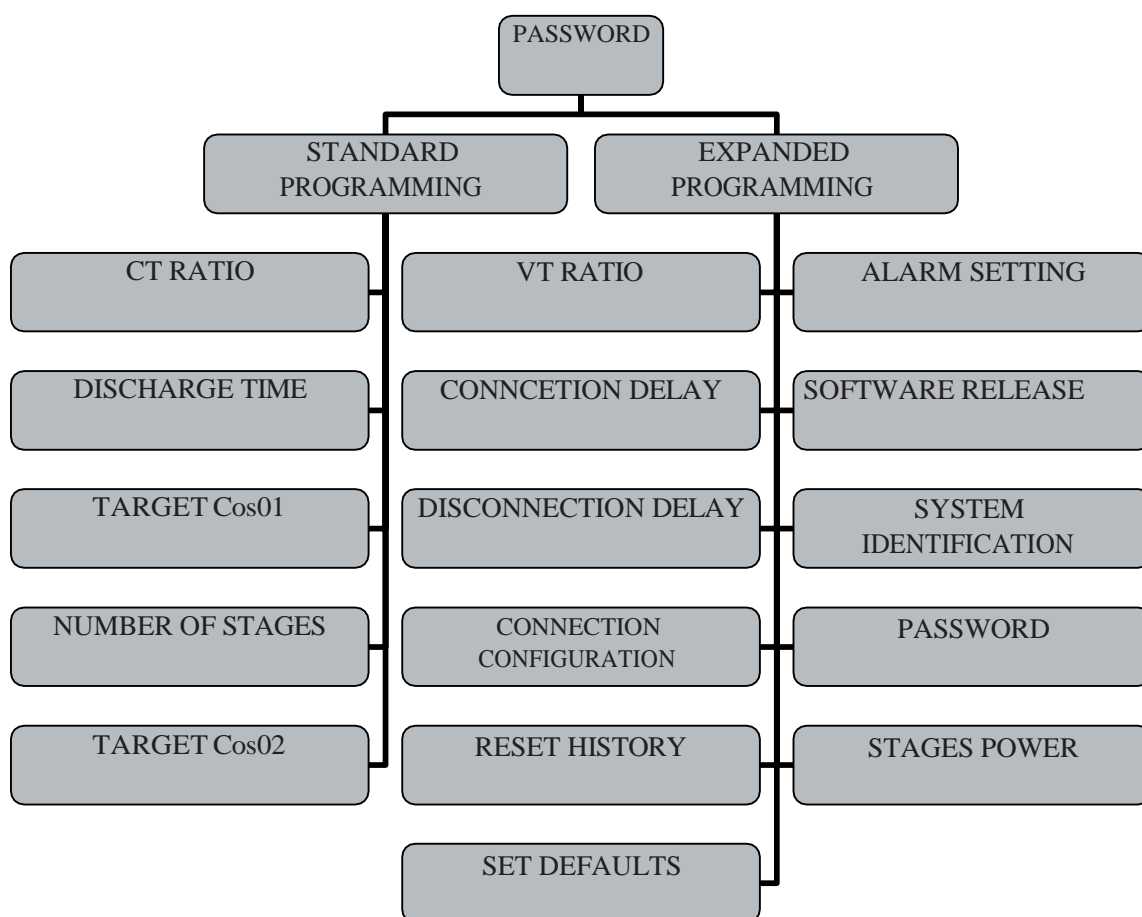 PASSWORD
STANDARD
PROGRAMMING
EXPANDED
PROGRAMMING
CT RATIO
VT RATIO
ALARM SETTING
DISCHARGE TIME
CONNCETION DELAY
SOFTWARE RELEASE
TARGET Cos01
DISCONNECTION DELAY
SYSTEM
IDENTIFICATION
NUMBER OF STAGES
CONNECTION
CONFIGURATION
PASSWORD
TARGET Cos02
RESET HISTORY
STAGES POWER
SET DEFAULTS